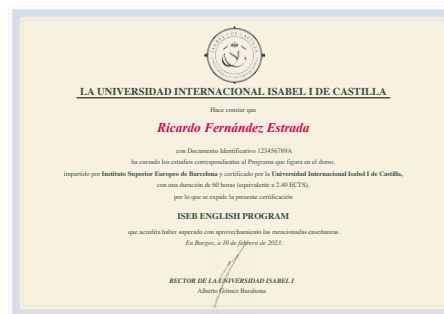 ISABEL I DE CASTILLA
LA UNIVERSIDAD INTERNACIONAL ISABEL I DE CASTILLA
Hace constar que
Ricardo Fernández Estrada
con Documento Identificativo 123456789A
ha cursado los estudios correspondientes al Programa que figura en el dorso,
impartido por Instituto Superior Europeo de Barcelona y certificado por la Universidad Internacional Isabel I de Castilla,
con una duración de 60 horas (equivalente a 2.40 ECTS),
por lo que se expide la presente certificación
ISEB ENGLISH PROGRAM
que acredita haber superado con aprovechamiento las mencionadas enseñanzas.
En Burgos, a 10 de febrero de 2023.
RECTOR DE LA UNIVERSIDAD ISABEL I
Alberto Gómez Barahona